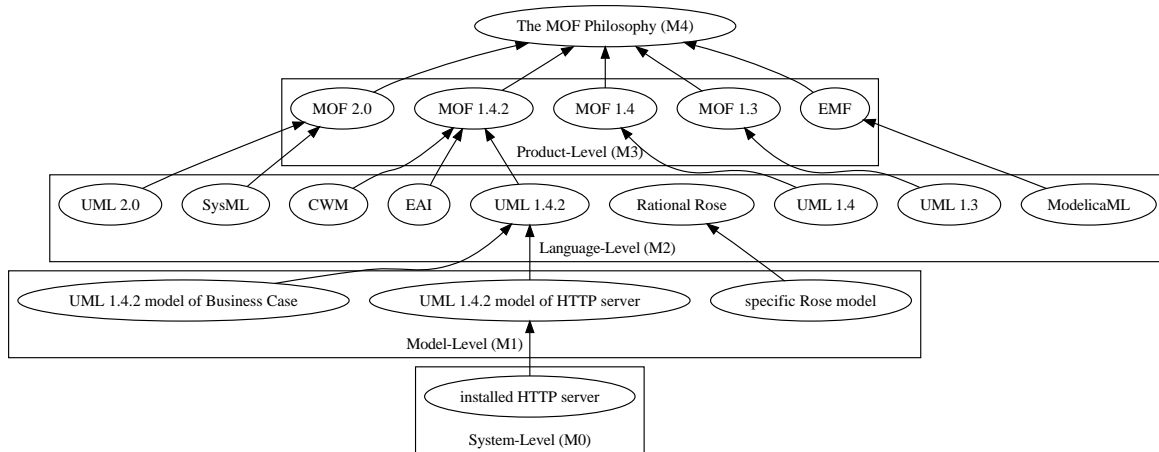 The MOF Philosophy (M4)
MOF 2.0
MOF 1.4.2
MOF 1.4
MOF 1.3
EMF
Product-Level (M3)
UML 2.0
SysML
CWM
EAI
UML 1.4.2
Rational Rose
UML 1.4
UML 1.3
ModelicaML
Language-Level (M2)
UML 1.4.2 model of Business Case
UML 1.4.2 model of HTTP server
specific Rose model
Model-Level (M1)
installed HTTP server
System-Level (M0)